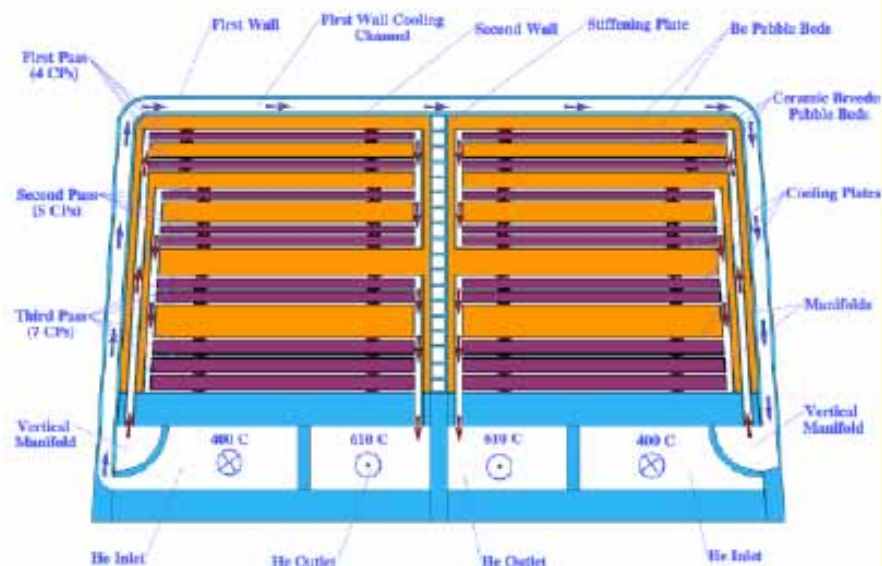 First Wall
First Wall Cooling
Channel
Second Wall
Stiffening Plate
Be Pebble Beds
First Pass
(4 CPs)
Ceramic Breeder
Pebble Beds
Second Pass
(5 CPs)
Cooling Plates
Third Pass
(7 CPs)
Manifolds
Vertical
Manifold
400 C
610 C
610 C
400 C
Vertical
Manifold
He Inlet
He Outlet
He Outlet
He Inlet